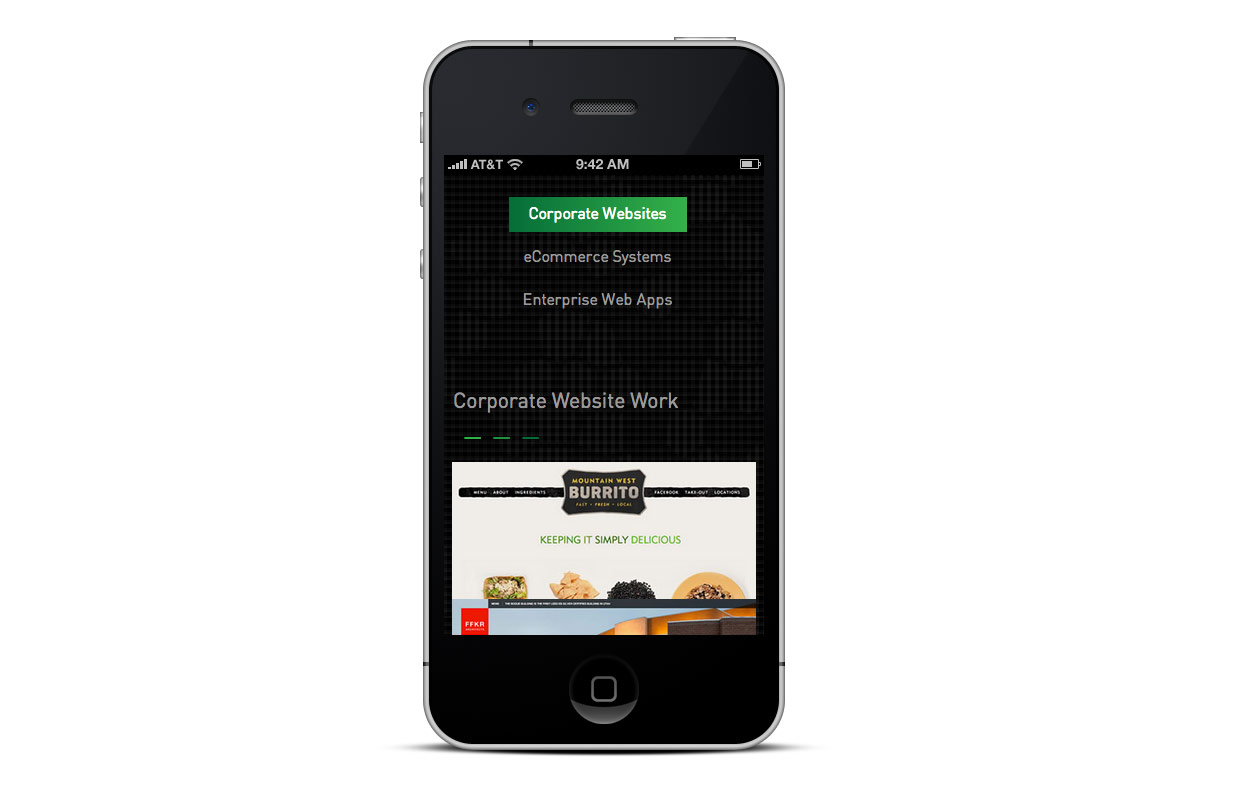 AT&T 9:42 AM
Corporate Websites
eCommerce Systems
Enterprise Web Apps
Corporate Website Work
MOUNTAIN WEST
MENU ABOUT INGREDIENTS BURRITO FACEBOOK TAKE-OUT LOCATIONS
FAST • FRESH • LOCAL
KEEPING IT SIMPLY DELICIOUS
NEWS
FFKR
ARCHITECTS